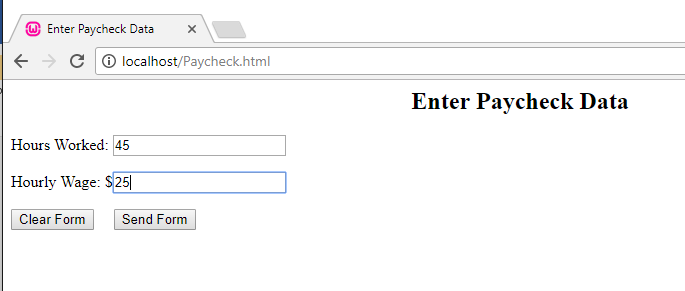 Enter Paycheck Data
localhost/Paycheck.html
Enter Paycheck Data
Hours Worked: 45
Hourly Wage: $25
Clear Form Send Form